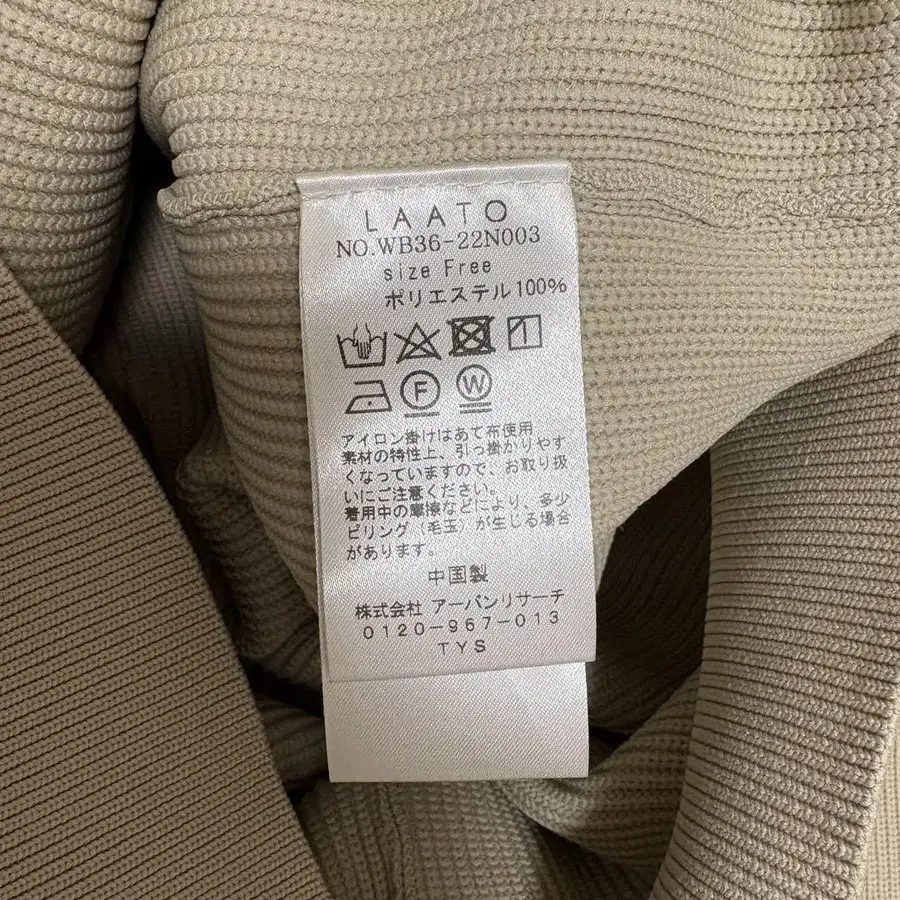 LAATO
NO.WB36-22N003
size Free
ポリエステル100%
F W
アイロン掛けはあて布使用
素材の特性上、引っ掛かりやす
くなっていますので、お取り扱
いにご注意ください。
着用中の摩擦などにより、多少
ピリング（毛玉）が生じる場合
があります。
中国製
株式会社 アーバンリサーチ
0120-967-013
TYS